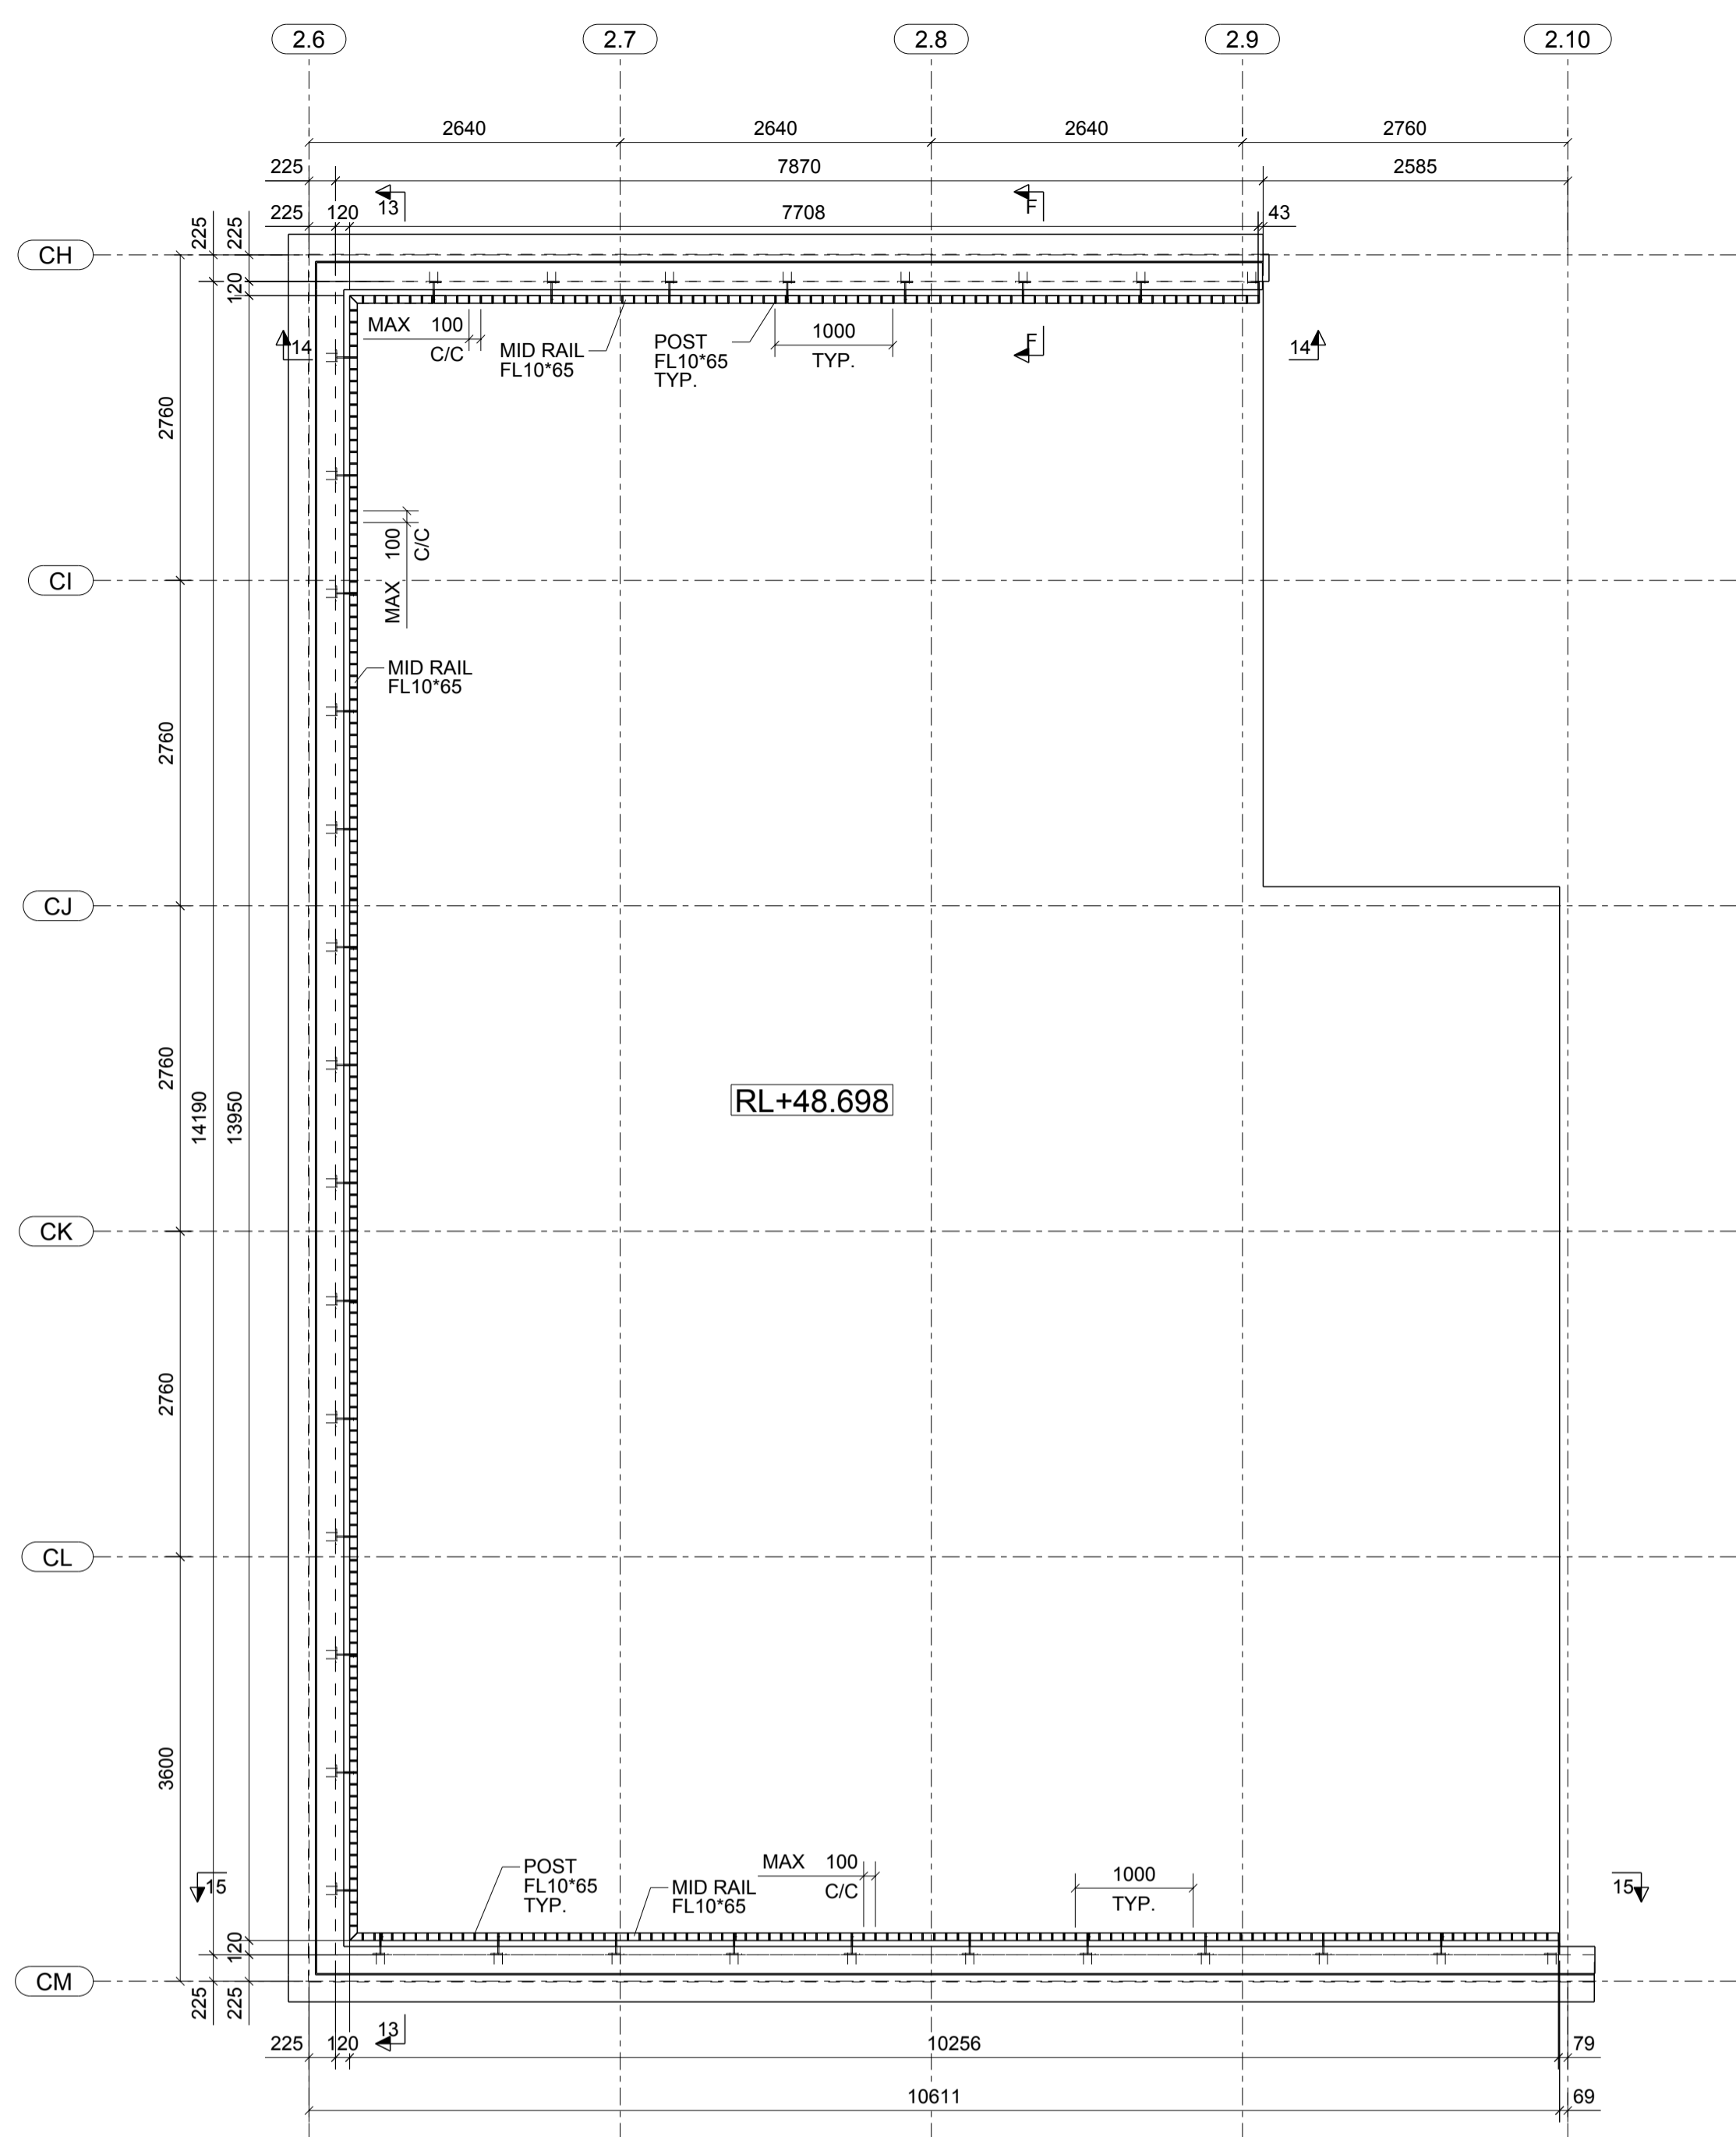 2.6 2.7 2.8 2.9 2.10
2640 2640 2640 2760
225 7870 2585
225 120 13 7708 F 43
225 225
CH
120
14
MAX 100
C/C
MID RAIL
FL10*65
POST
FL10*65
TYP.
1000
TYP.
F
14
2760
MAX 100
C/C
CI
MID RAIL
FL10*65
2760
CJ
2760
14190
13950
RL+48.698
CK
2760
CL
3600
15
POST
FL10*65
TYP.
MID RAIL
FL10*65
MAX 100
C/C
1000
TYP.
15
120
CM
225 225
13
225 120 10256 79
10611 69